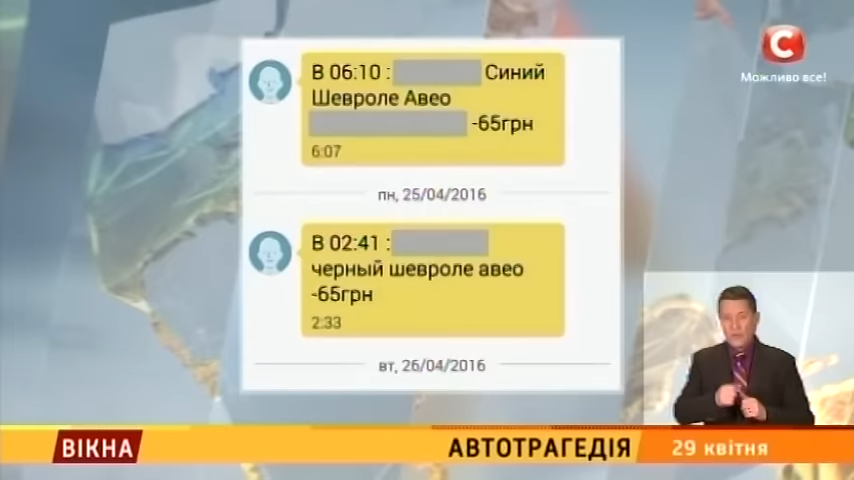 С
Можливо все!
В 06:10 : Синий
Шевроле Авео
-65грн
6:07
пн, 25/04/2016
В 02:41 :
черный шевроле авео
-65грн
2:33
вт, 26/04/2016
ВІКНА
АВТОТРАГЕДІЯ
29 квітня